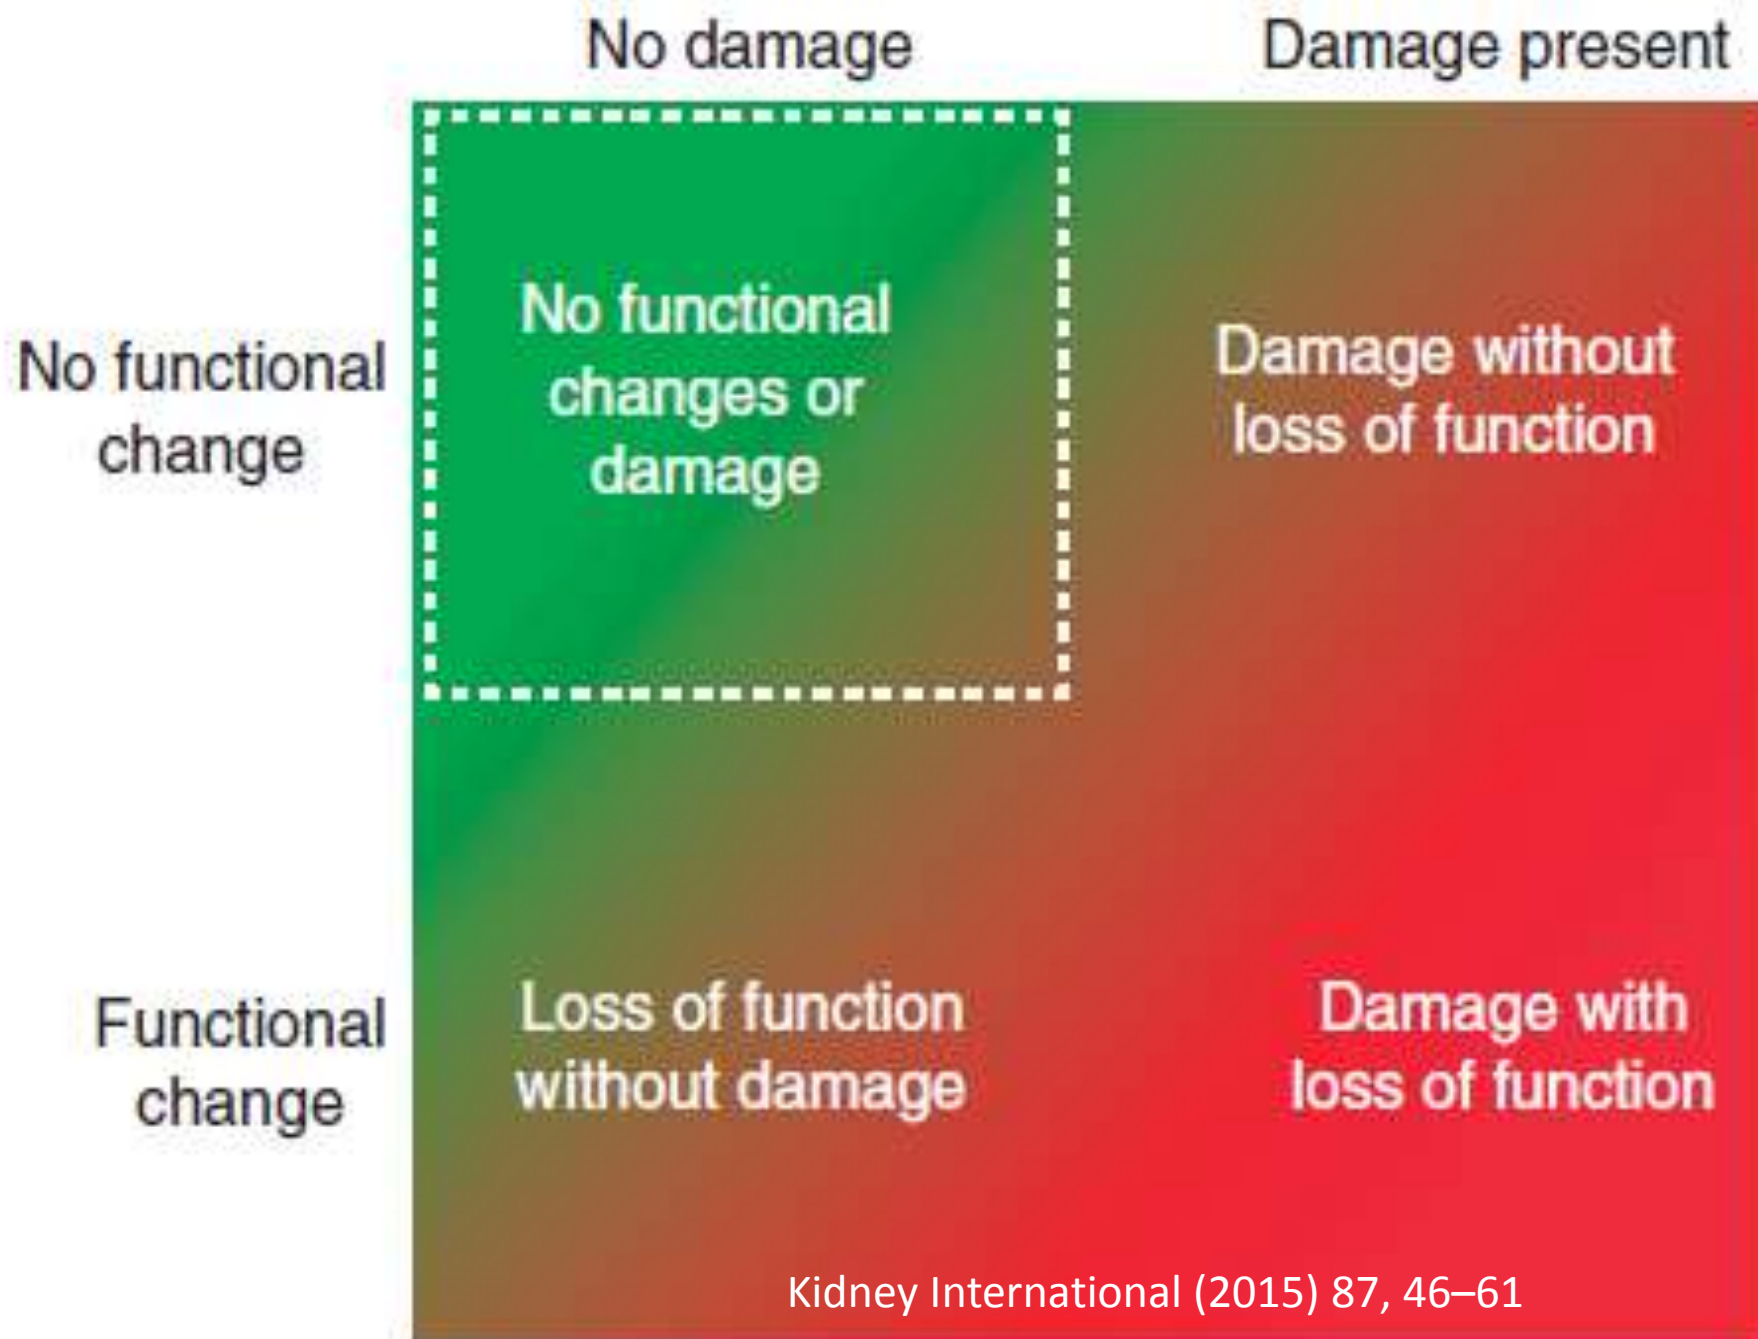 No damage
Damage present
No functional
change
No functional
changes or
damage
Damage without
loss of function
Functional
change
Loss of function
without damage
Damage with
loss of function
Kidney International (2015) 87, 46–61